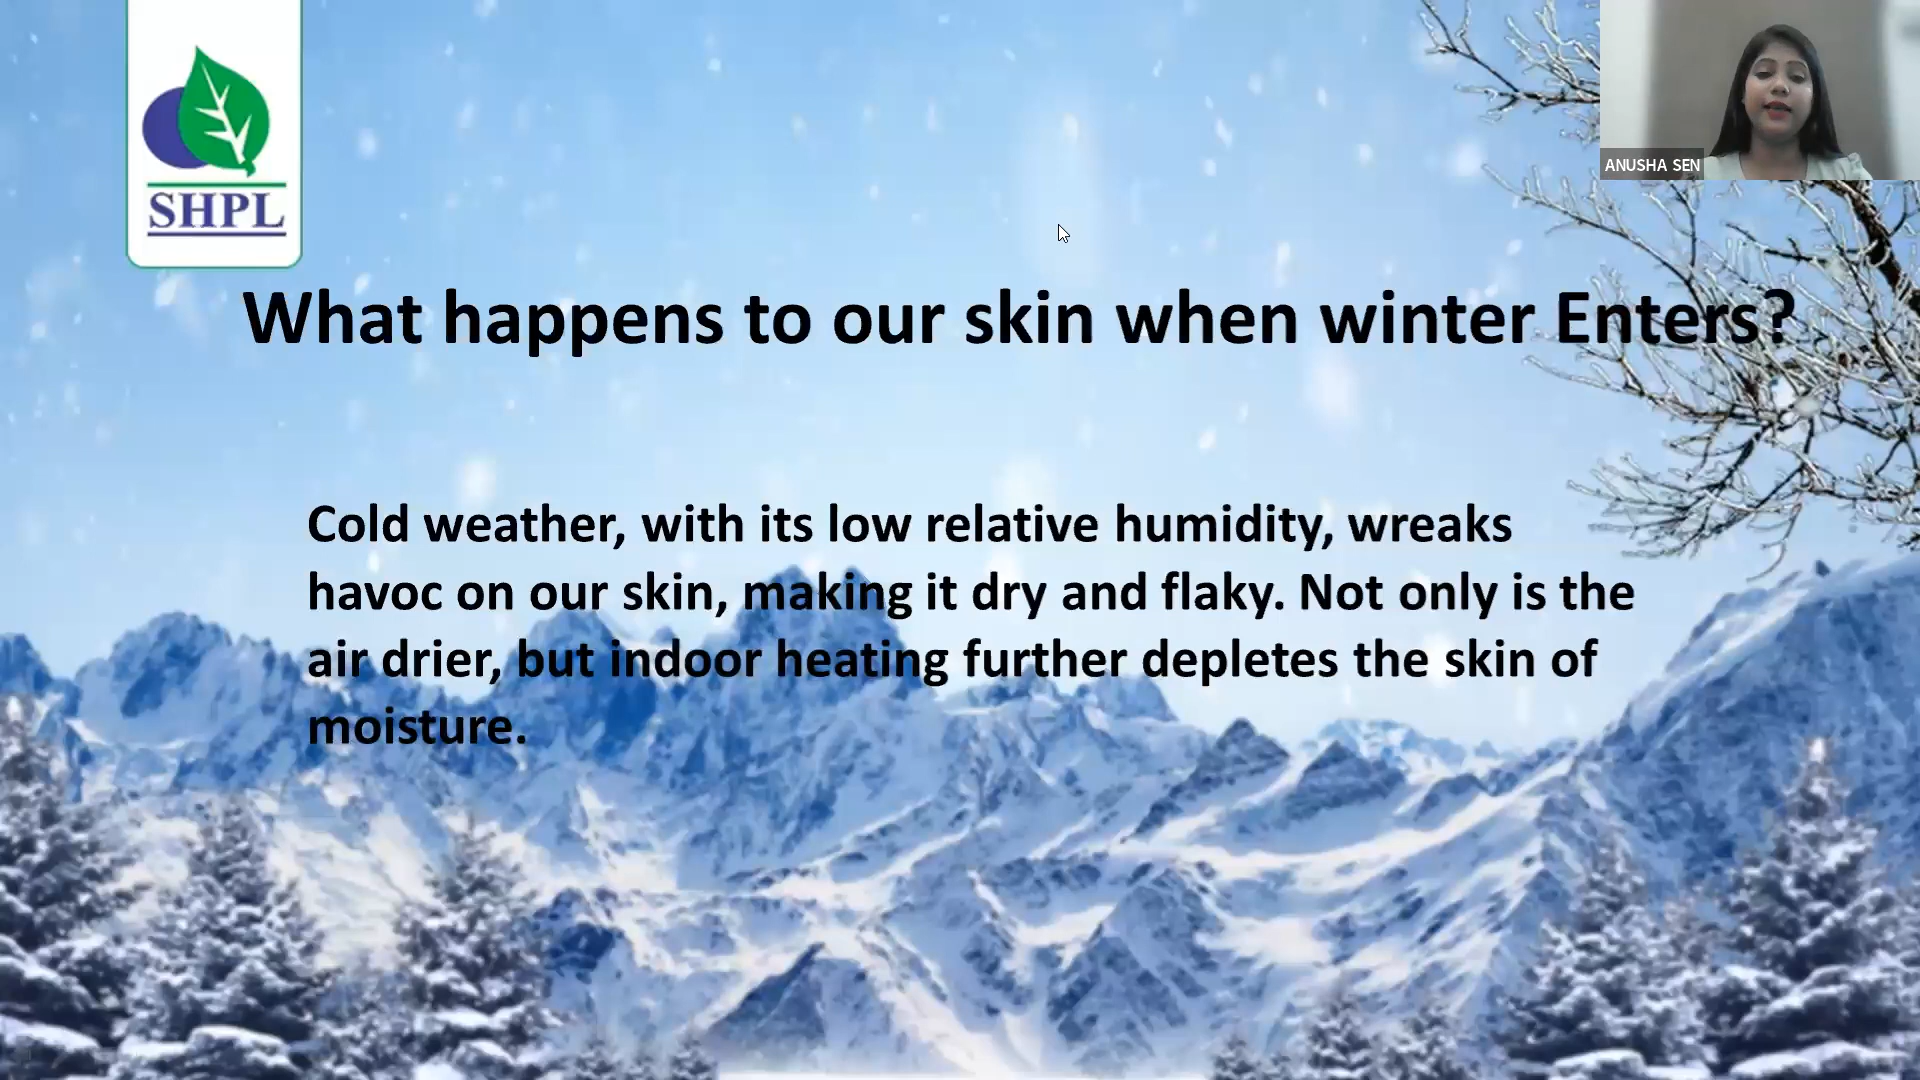 SHPL
ANUSHA SEN
What happens to our skin when winter Enters?
Cold weather, with its low relative humidity, wreaks
havoc on our skin, making it dry and flaky. Not only is the
air drier, but indoor heating further depletes the skin of
moisture.